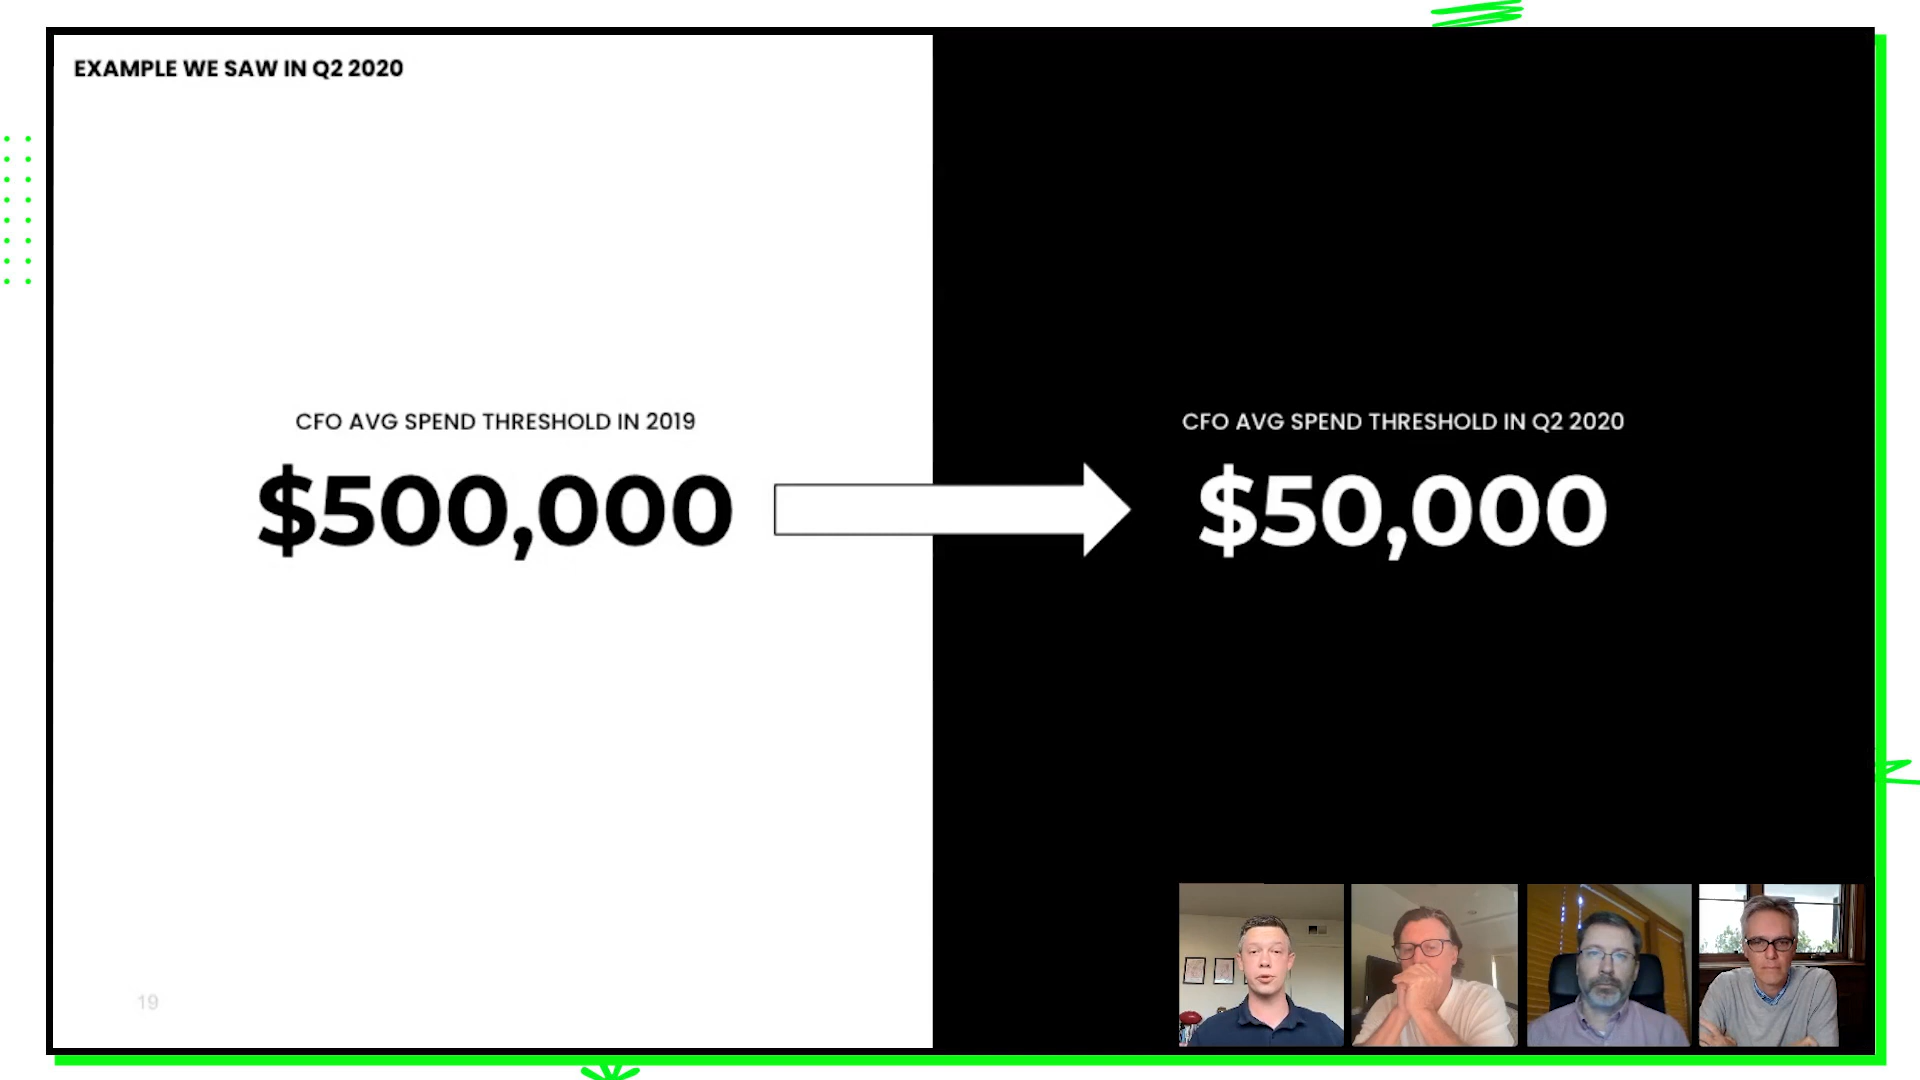 EXAMPLE WE SAW IN Q2 2020
CFO AVG SPEND THRESHOLD IN 2019
$500,000
CFO AVG SPEND THRESHOLD IN Q2 2020
$50,000
19